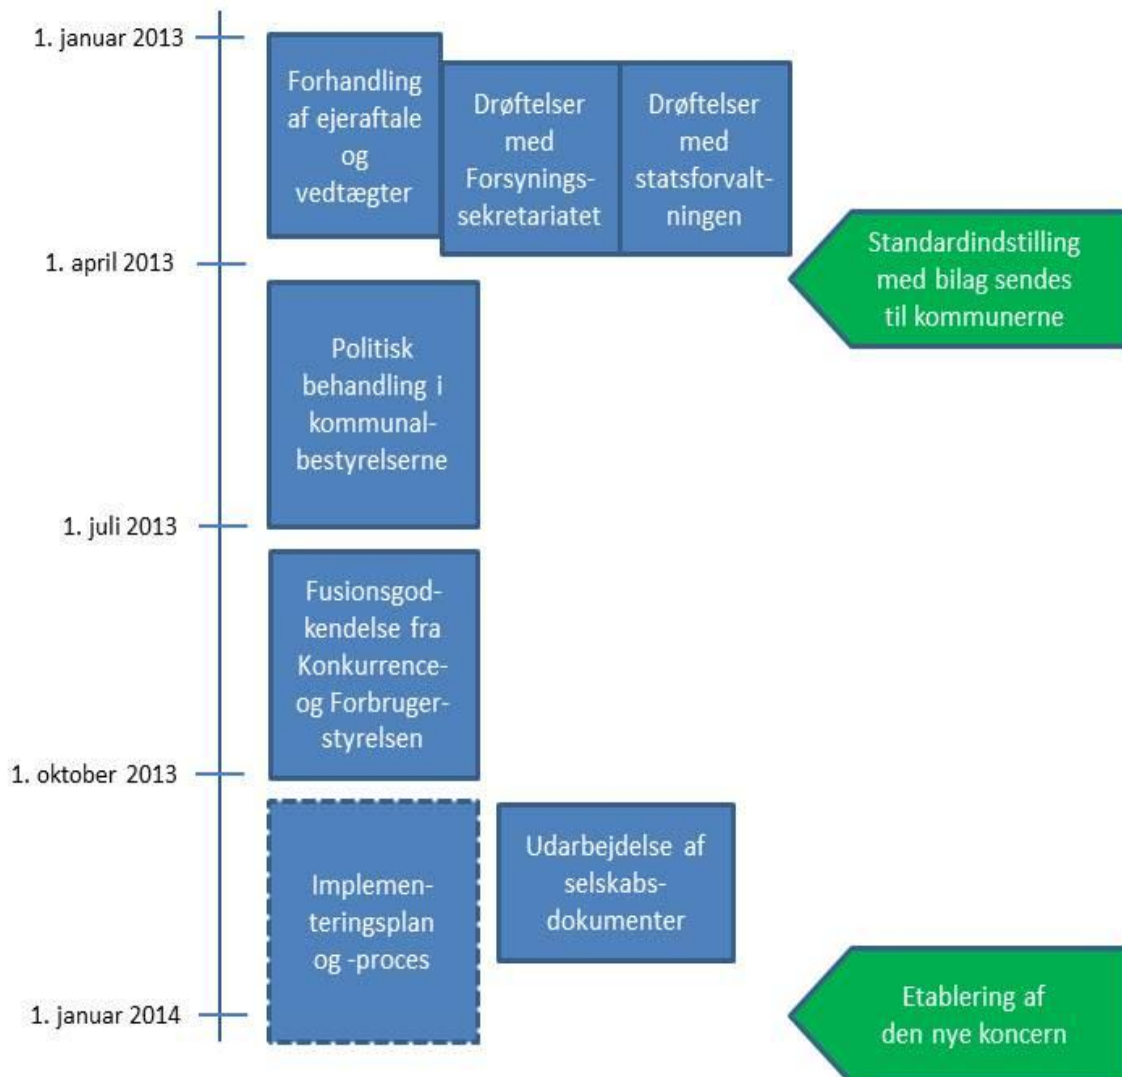 1. januar 2013
Forhandling
af ejeraftale
og
vedtægter
Drøftelser
med
Forsynings-
sekretariatet
Drøftelser
med
statsforvalt-
ningen
1. april 2013
Standardindstilling
med bilag sendes
til kommunerne
Politisk
behandling i
kommunal-
bestyrelserne
1. juli 2013
Fusionsgod-
kendelse fra
Konkurrence-
og Forbruger-
styrelsen
1. oktober 2013
Implemen-
teringsplan
og -proces
Udarbejdelse af
selskabs-
dokumenter
1. januar 2014
Etablering af
den nye koncern